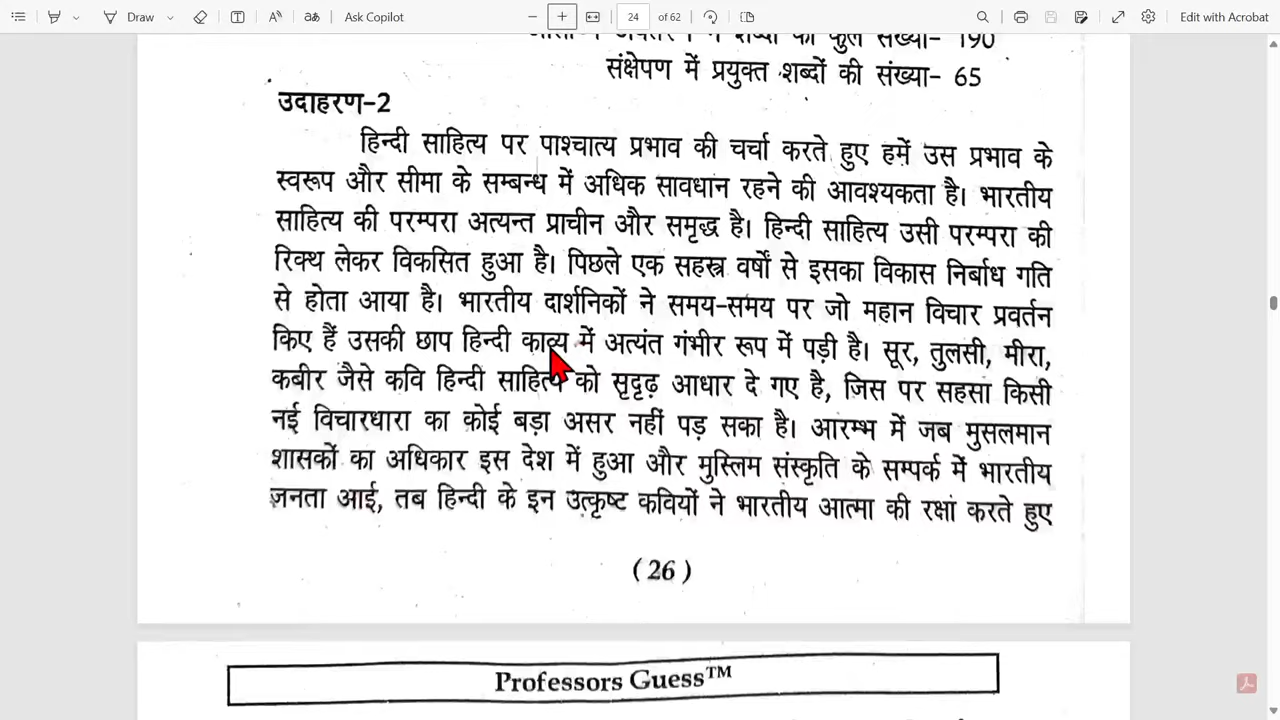 Draw
Ask Copilot
24 of 62
Edit with Acrobat
कुल संख्या- 190
संक्षेपण में प्रयुक्त शब्दों की संख्या- 65
उदाहरण-2
हिन्दी साहित्य पर पाश्चात्य प्रभाव की चर्चा करते हुए हमें उस प्रभाव के
स्वरूप और सीमा के सम्बन्ध में अधिक सावधान रहने की आवश्यकता है। भारतीय
साहित्य की परम्परा अत्यन्त प्राचीन और समृद्ध है। हिन्दी साहित्य उसी परम्परा की
रिक्थ लेकर विकसित हुआ है। पिछले एक सहस्त्र वर्षों से इसका विकास निर्बाध गति
से होता आया है। भारतीय दार्शनिकों ने समय-समय पर जो महान विचार प्रवर्तन
किए हैं उसकी छाप हिन्दी काव्य में अत्यंत गंभीर रूप में पड़ी है। सूर, तुलसी, मीरा,
कबीर जैसे कवि हिन्दी साहित्य को सृदृढ़ आधार दे गए है, जिस पर सहसा किसी
नई विचारधारा का कोई बड़ा असर नहीं पड़ सका है। आरम्भ में जब मुसलमान
शासकों का अधिकार इस देश में हुआ और मुस्लिम संस्कृति के सम्पर्क में भारतीय
जनता आई, तब हिन्दी के इन उत्कृष्ट कवियों ने भारतीय आत्मा की रक्षा करते हुए
(26)
Professors Guess™